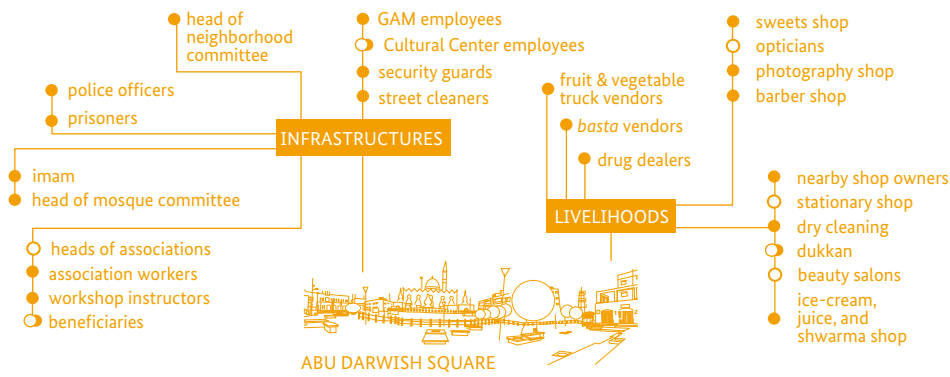 head of
neighborhood
committee
GAM employees
Cultural Center employees
security guards
street cleaners
police officers
prisoners
INFRASTRUCTURES
imam
head of mosque committee
heads of associations
association workers
workshop instructors
beneficiaries
fruit & vegetable
truck vendors
basta vendors
drug dealers
LIVELIHOODS
sweets shop
opticians
photography shop
barber shop
nearby shop owners
stationary shop
dry cleaning
dukkan
beauty salons
ice-cream,
juice, and
shwarma shop
ABU DARWISH SQUARE